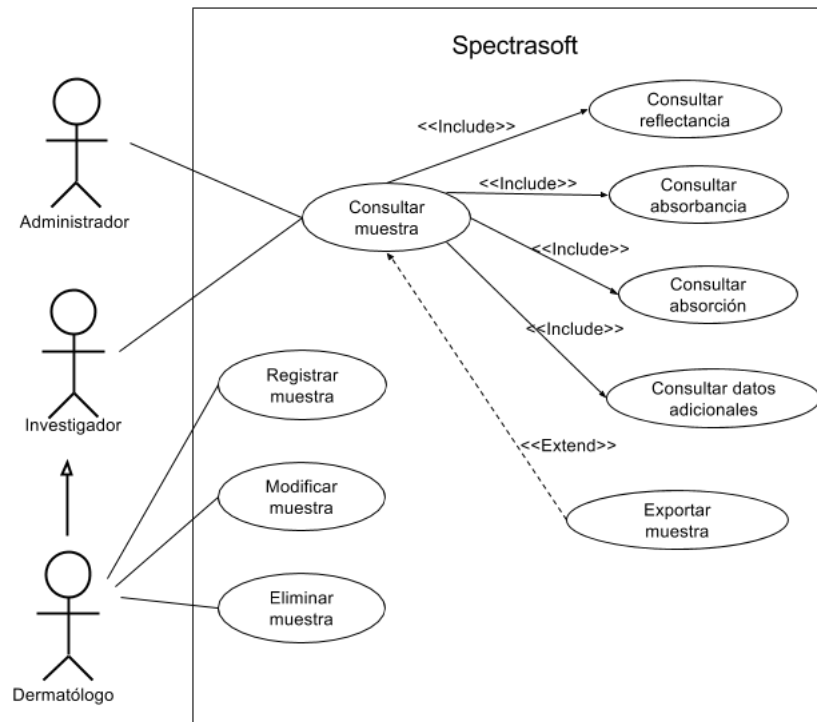 Spectrasoft
Administrador
Investigador
Dermatólogo
Consultar
muestra
Registrar
muestra
Modificar
muestra
Eliminar
muestra
<<Include>>
Consultar
reflectancia
<<Include>>
Consultar
absorbancia
<<Include>>
Consultar
absorción
<<Include>>
Consultar datos
adicionales
<<Extend>>
Exportar
muestra